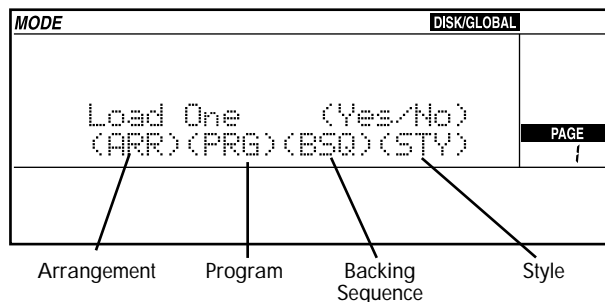 MODE DISK/GLOBAL
Load One (Yes/No)
(ARR)(PRG)(BSQ)(STY)
PAGE
1
Arrangement Program Backing Style
Sequence